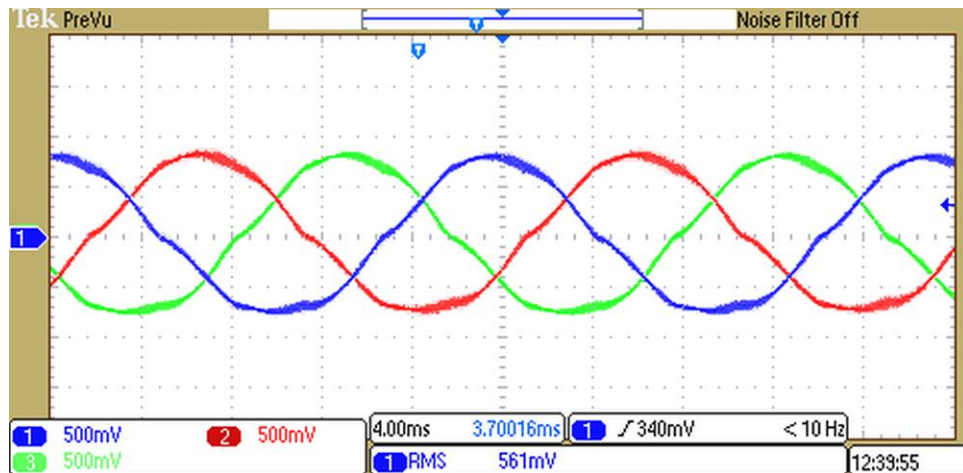 Tek PreVu Noise Filter Off
T
T
1
1 500mV 2 500mV 4.00ms 3.70016ms 1 340mV < 10 Hz
3 500mV 1 RMS 561mV 12:39:55